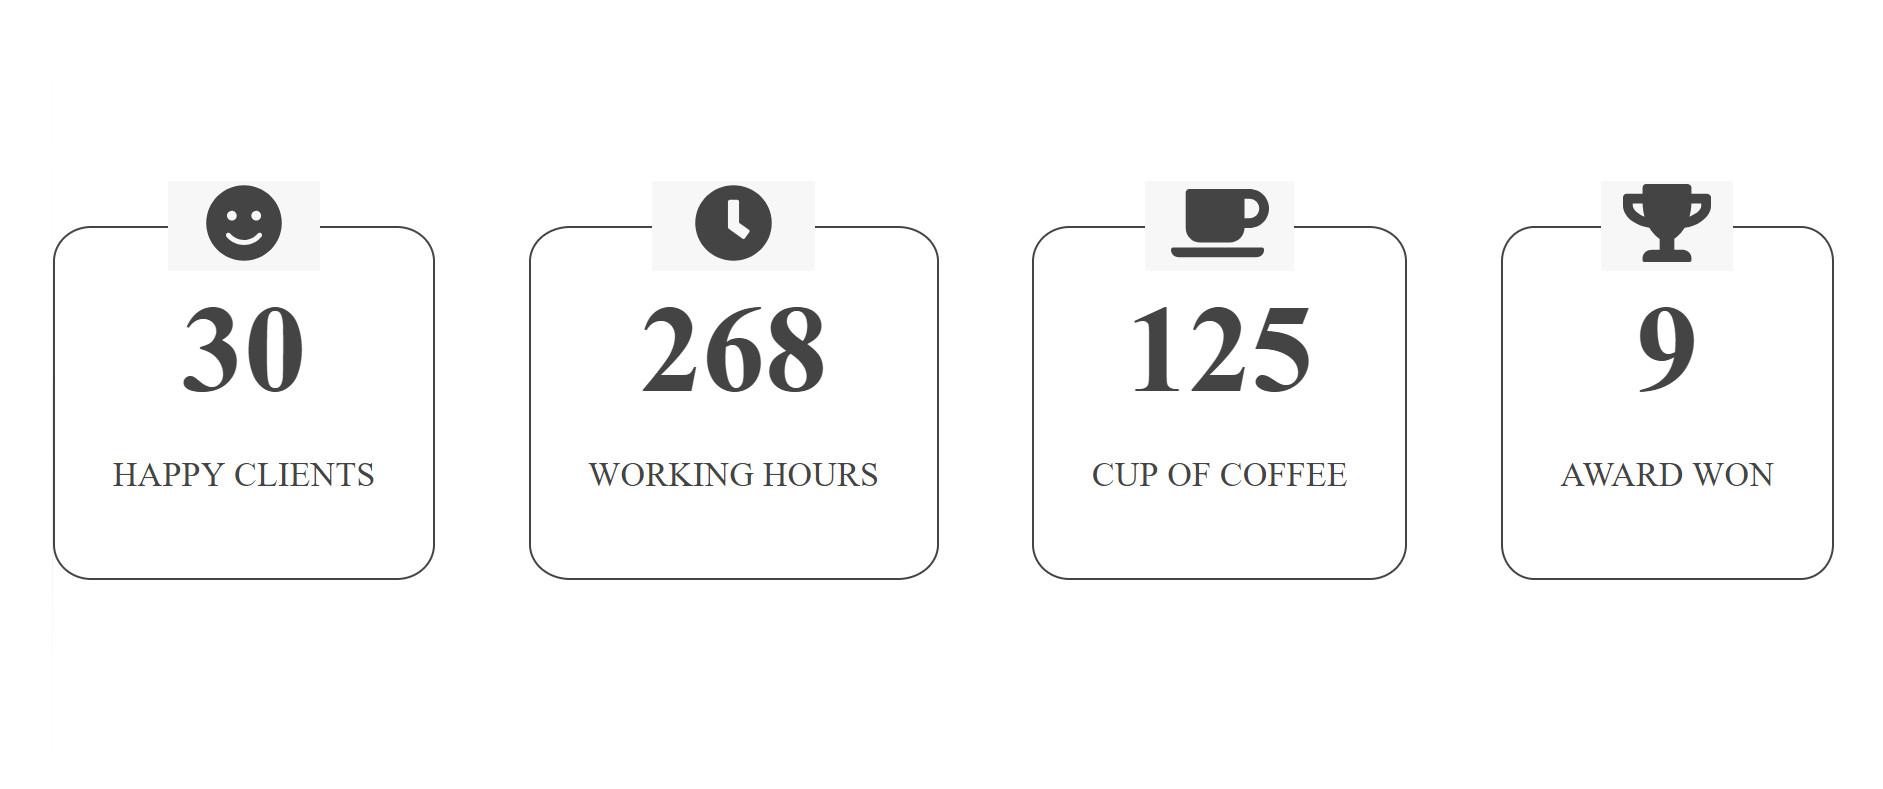 30
HAPPY CLIENTS
268
WORKING HOURS
125
CUP OF COFFEE
9
AWARD WON